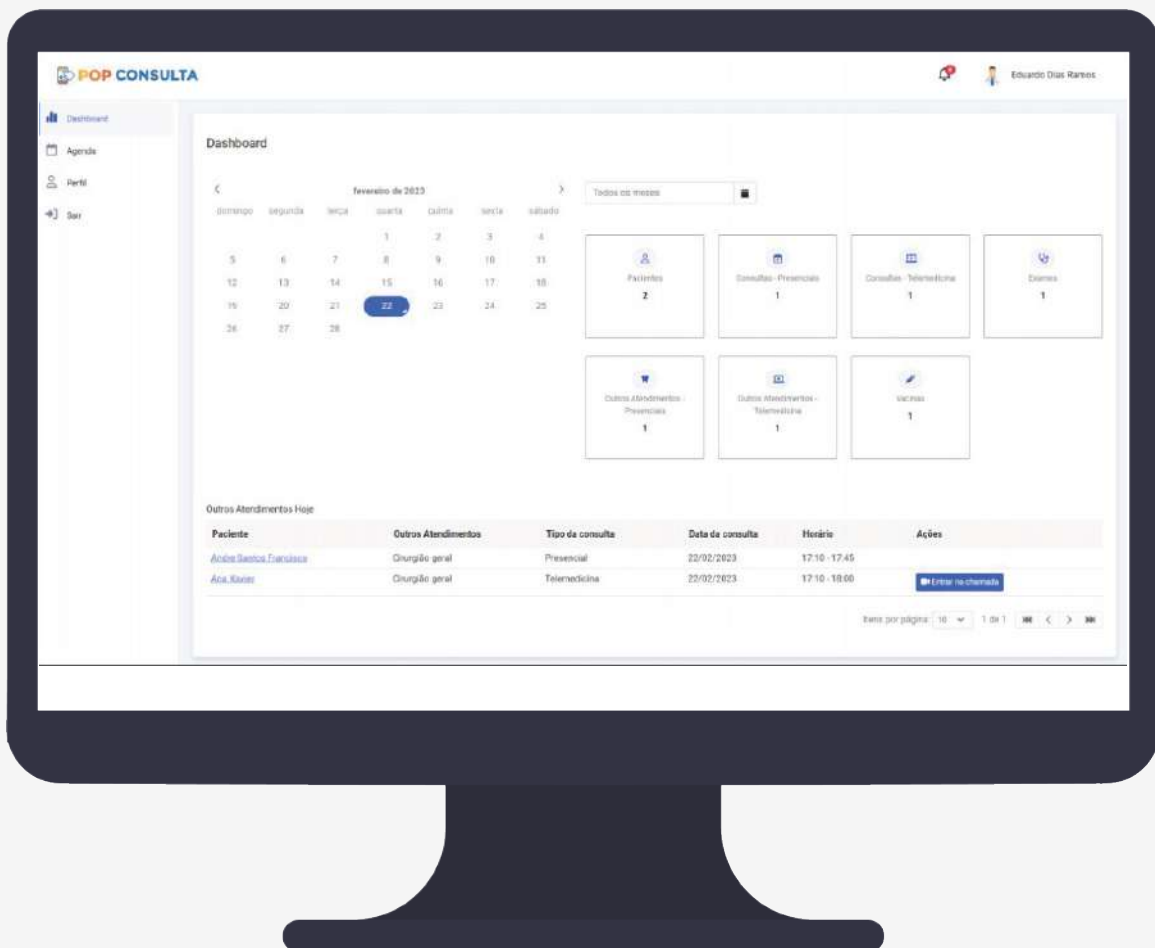 POP CONSULTA
Eduardo Dias Ramos
Dashboard
Agenda
Perfil
Sair
Dashboard
fevereiro de 2023
domingo segunda terça quarta quinta sexta sábado
1 2 3 4
5 6 7 8 9 10 11
12 13 14 15 16 17 18
19 20 21 22 23 24 25
26 27 28
Todos os meses
Pacientes
2
Consultas - Presenciais
1
Consultas - Telemedicina
1
Exames
1
Outros Atendimentos -
Presenciais
1
Outros Atendimentos -
Telemedicina
1
Vacinas
1
Outros Atendimentos Hoje
Paciente Outros Atendimentos Tipo da consulta Data da consulta Horário Ações
Andre Santos Francisco Cirurgião geral Presencial 22/02/2023 17:10 - 17:45
Ana Xavier Cirurgião geral Telemedicina 22/02/2023 17:10 - 18:00 Entrar na chamada
Itens por página: 10 1 de 1